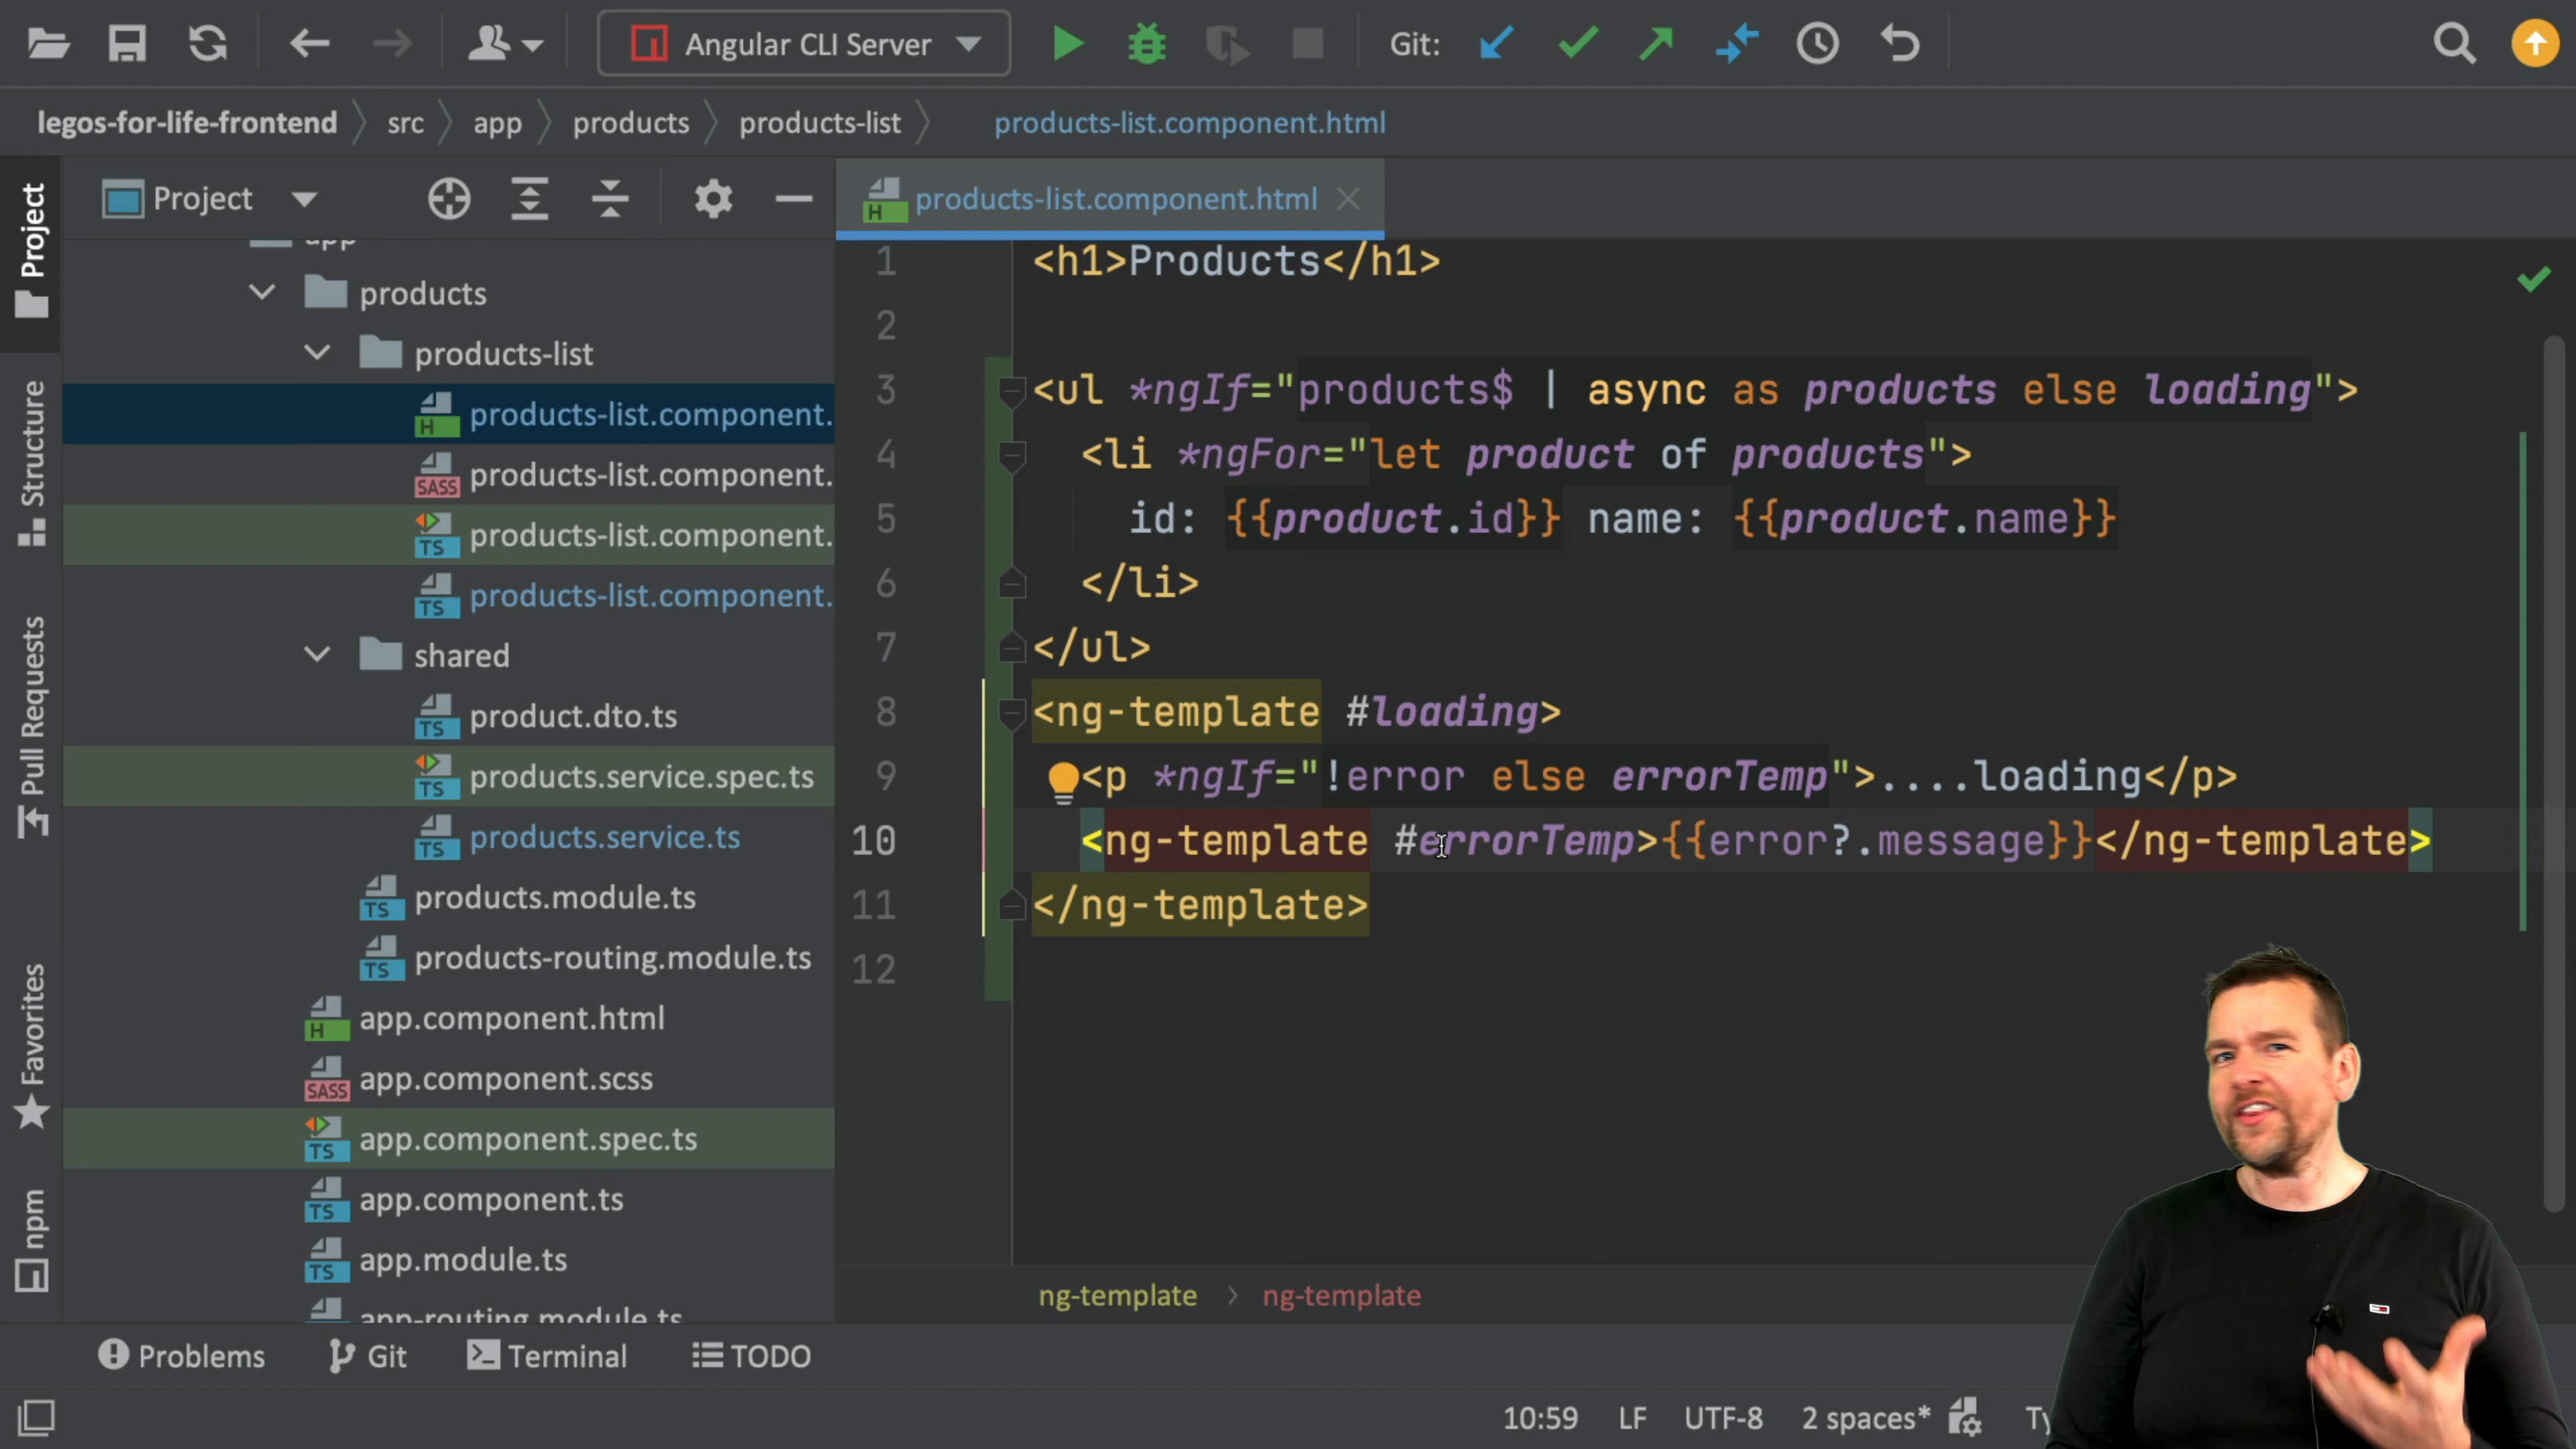 Angular CLI Server
Git:
legos-for-life-frontend src app products products-list products-list.component.html
Project
Structure
Pull Requests
Favorites
npm
Project
app
products
products-list
products-list.component.
products-list.component.
products-list.component.
products-list.component.
shared
product.dto.ts
products.service.spec.ts
products.service.ts
products.module.ts
products-routing.module.ts
app.component.html
app.component.scss
app.component.spec.ts
app.component.ts
app.module.ts
app-routing.module.ts
products-list.component.html
1 <h1>Products</h1>
2
3 <ul *ngIf="products$ | async as products else loading">
4 <li *ngFor="let product of products">
5 id: {{product.id}} name: {{product.name}}
6 </li>
7 </ul>
8 <ng-template #loading>
9 <p *ngIf="!error else errorTemp">....loading</p>
10 <ng-template #errorTemp>{{error?.message}}</ng-template>
11 </ng-template>
12
ng-template > ng-template
Problems Git Terminal TODO
10:59 LF UTF-8 2 spaces*